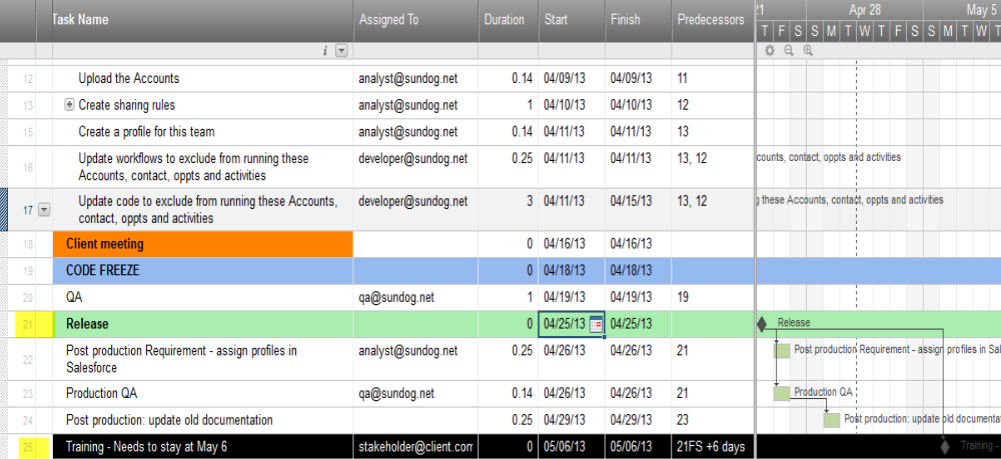 Task Name Assigned To Duration Start Finish Predecessors Apr 28 May 5
T F S S M T W T F S S M T W T
i
12 Upload the Accounts analyst@sundog.net 0.14 04/09/13 04/09/13 11
13 Create sharing rules analyst@sundog.net 1 04/10/13 04/10/13 12
15 Create a profile for this team analyst@sundog.net 0.14 04/11/13 04/11/13 13
16 Update workflows to exclude from running these developer@sundog.net 0.25 04/11/13 04/11/13 13, 12 counts, contact, oppts and activities
Accounts, contact, oppts and activities
17 Update code to exclude from running these Accounts, developer@sundog.net 3 04/11/13 04/15/13 13, 12 these Accounts, contact, oppts and activities
contact, oppts and activities
18 Client meeting 0 04/16/13 04/16/13
19 CODE FREEZE 0 04/18/13 04/18/13
20 QA qa@sundog.net 1 04/19/13 04/19/13 19
21 Release 0 04/25/13 04/25/13 Release
22 Post production Requirement - assign profiles in analyst@sundog.net 0.25 04/26/13 04/26/13 21 Post production Requirement - assign profiles in Sal
Salesforce
23 Production QA qa@sundog.net 0.14 04/26/13 04/26/13 21 Production QA
24 Post production: update old documentation 0.25 04/29/13 04/29/13 23 Post production: update old documenta
25 Training - Needs to stay at May 6 stakeholder@client.com 0 05/06/13 05/06/13 21FS +6 days Training -